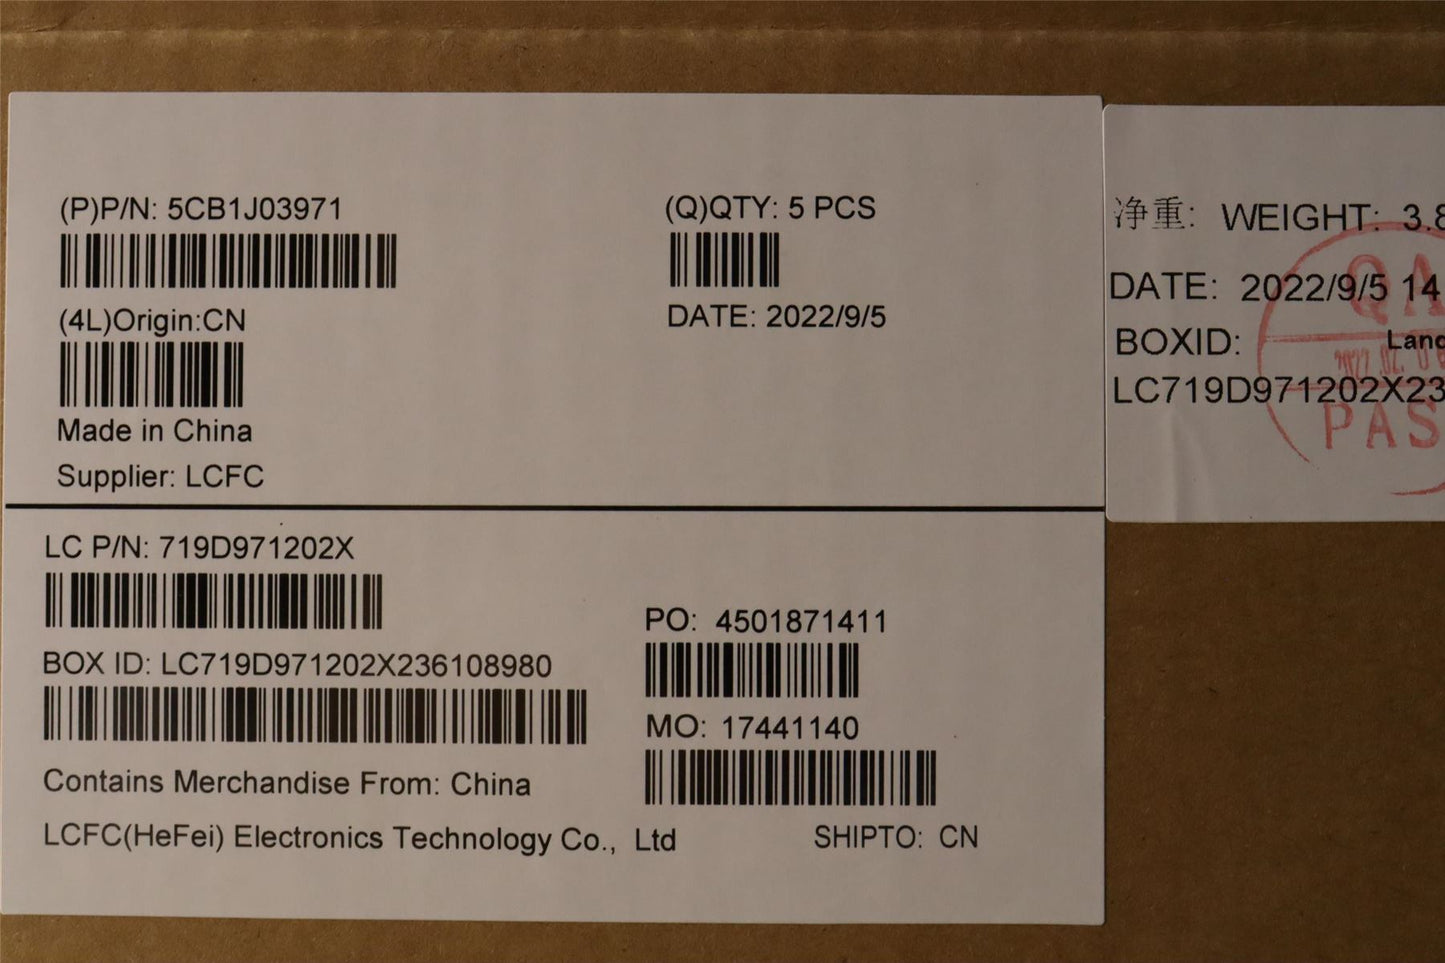 (P)P/N: 5CB1J03971
(Q)QTY: 5 PCS
(4L)Origin:CN
DATE: 2022/9/5
Made in China
Supplier: LCFC
LC P/N: 719D971202X
BOX ID: LC719D971202X236108980
PO: 4501871411
MO: 17441140
Contains Merchandise From: China
LCFC(HeFei) Electronics Technology Co., Ltd
SHIPTO: CN
净重: WEIGHT: 3.8
DATE: 2022/9/5 14
BOXID:
LC719D971202X23
QA
PAS